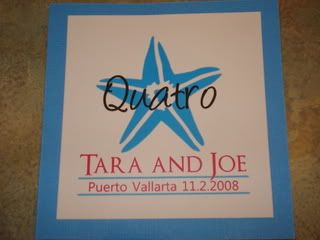 Quatro
TARA AND JOE
Puerto Vallarta 11.2.2008